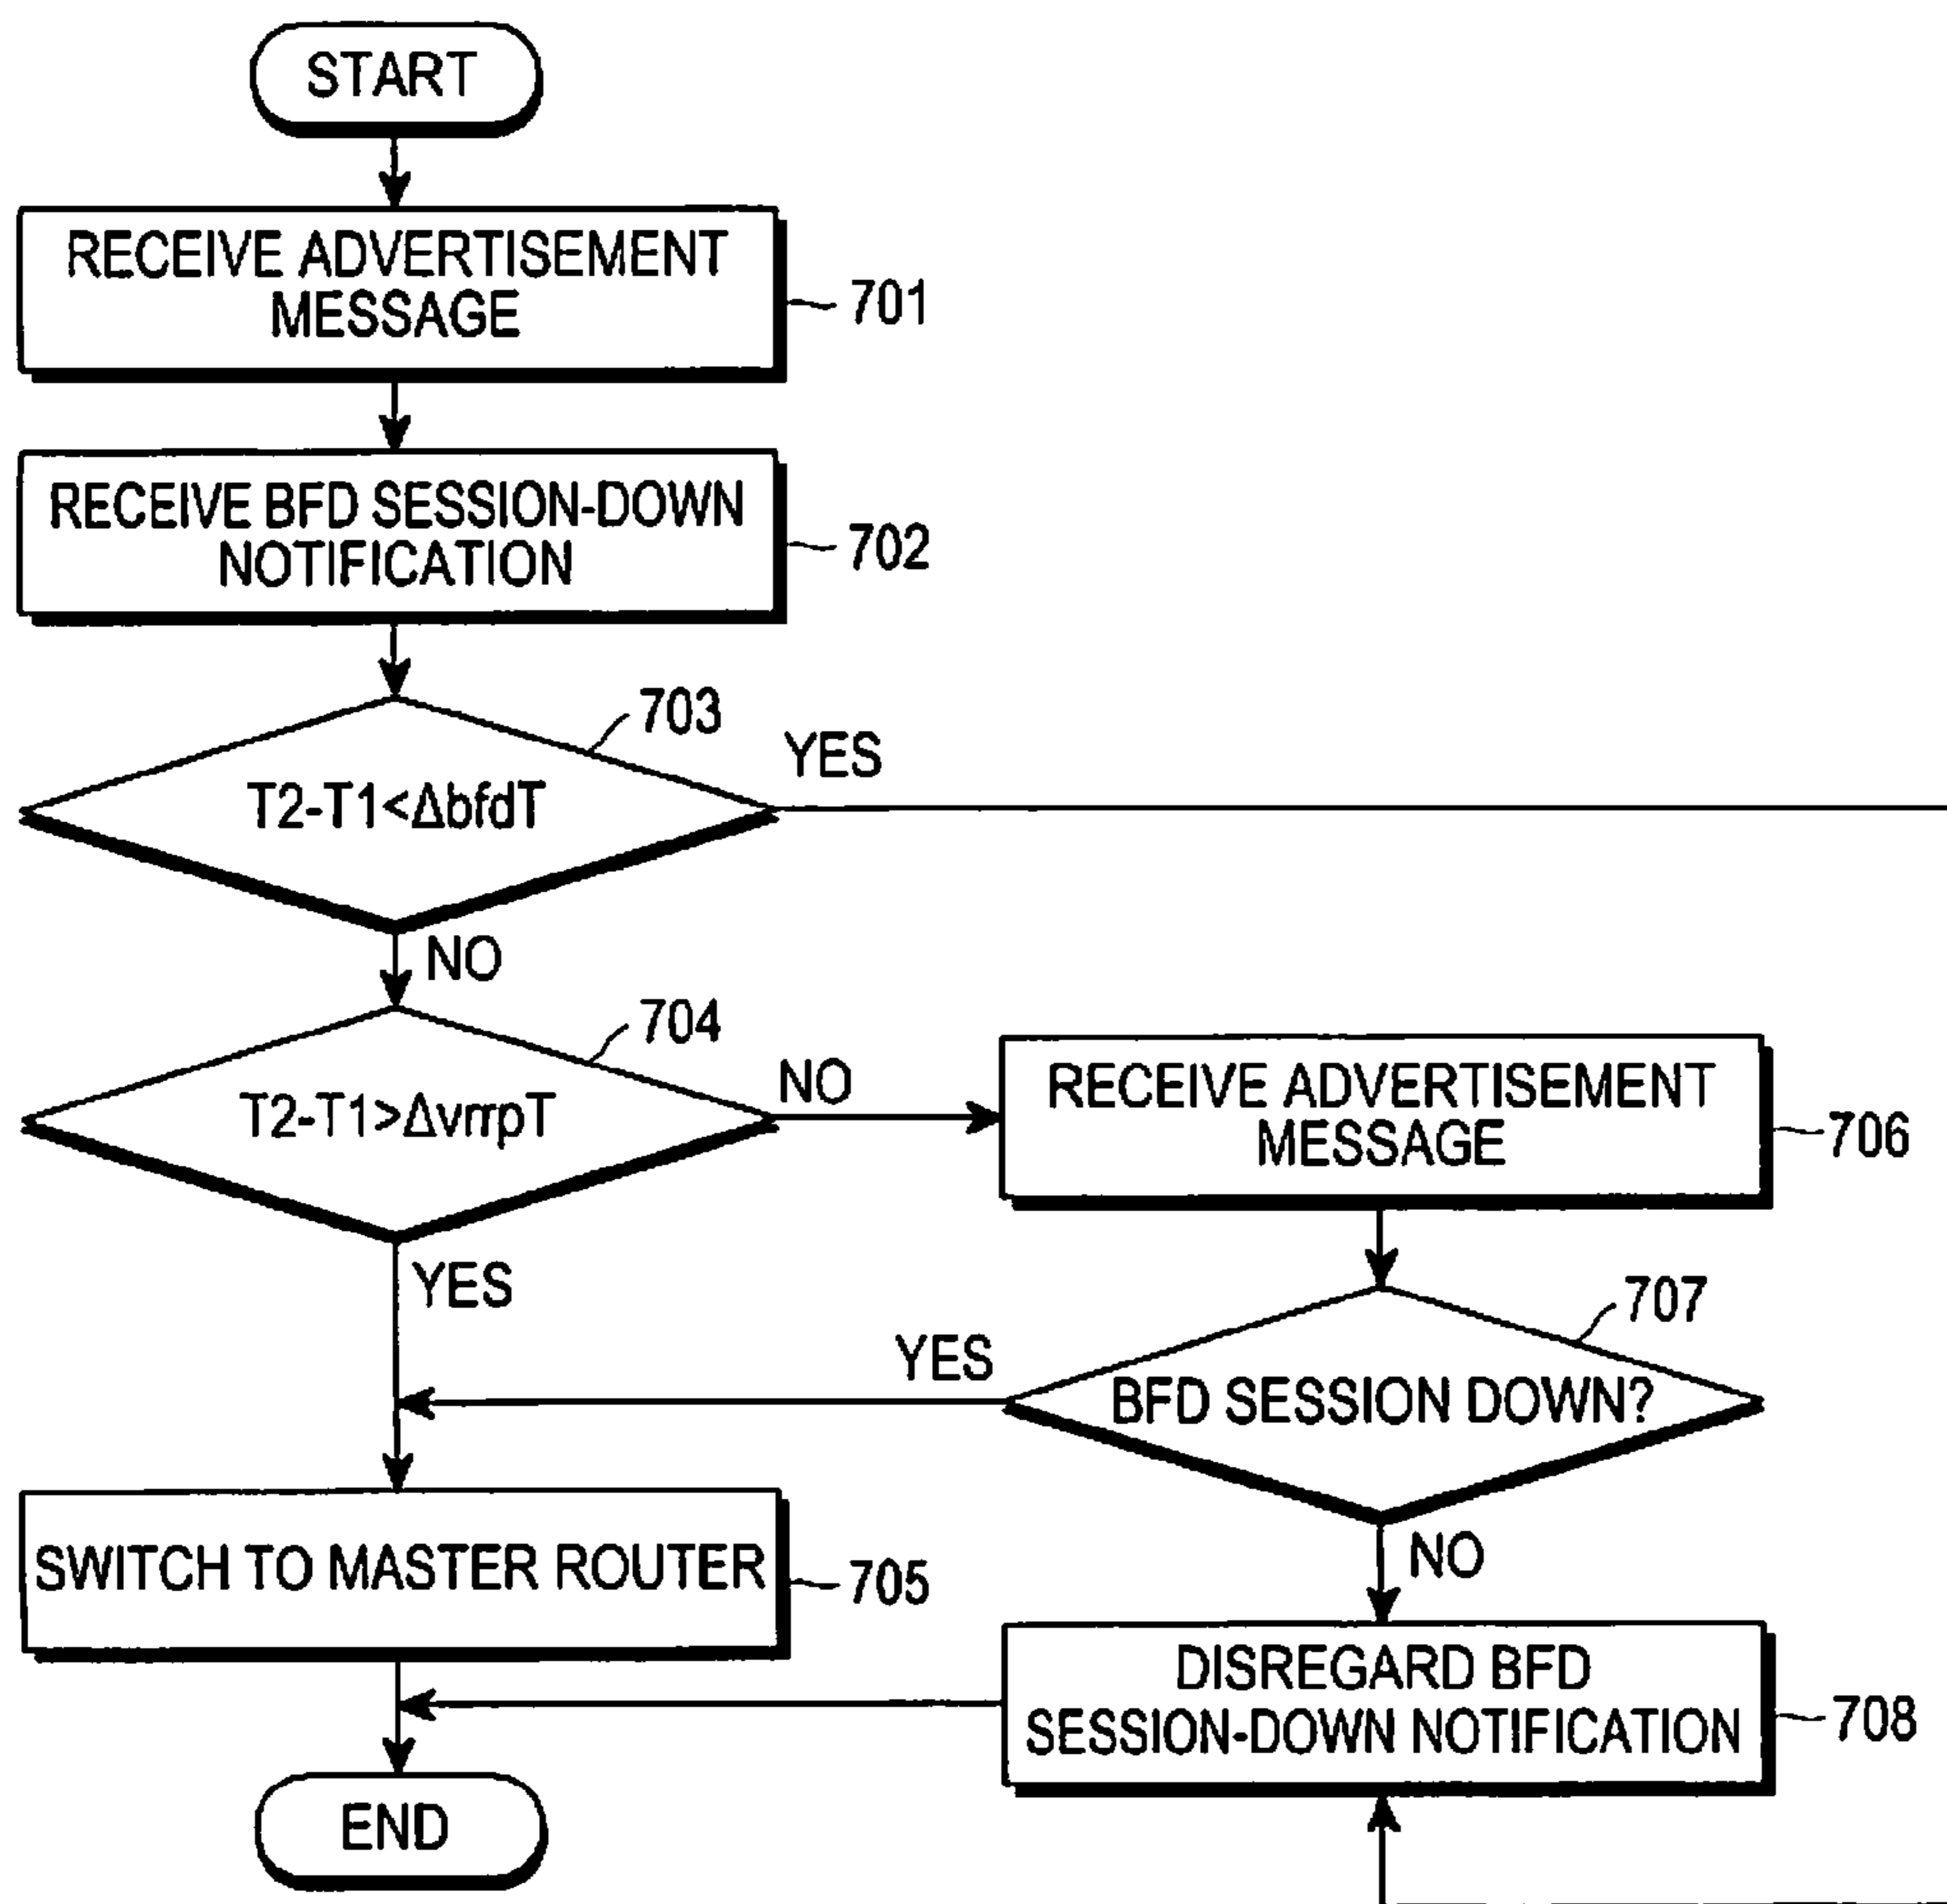 START
RECEIVE ADVERTISEMENT
MESSAGE
701
RECEIVE BFD SESSION-DOWN
NOTIFICATION
702
703
T2-T1<ΔbfdT
YES
NO
704
T2-T1>ΔvrrpT
NO
YES
RECEIVE ADVERTISEMENT
MESSAGE
706
707
BFD SESSION DOWN?
YES
NO
SWITCH TO MASTER ROUTER
705
DISREGARD BFD
SESSION-DOWN NOTIFICATION
708
END